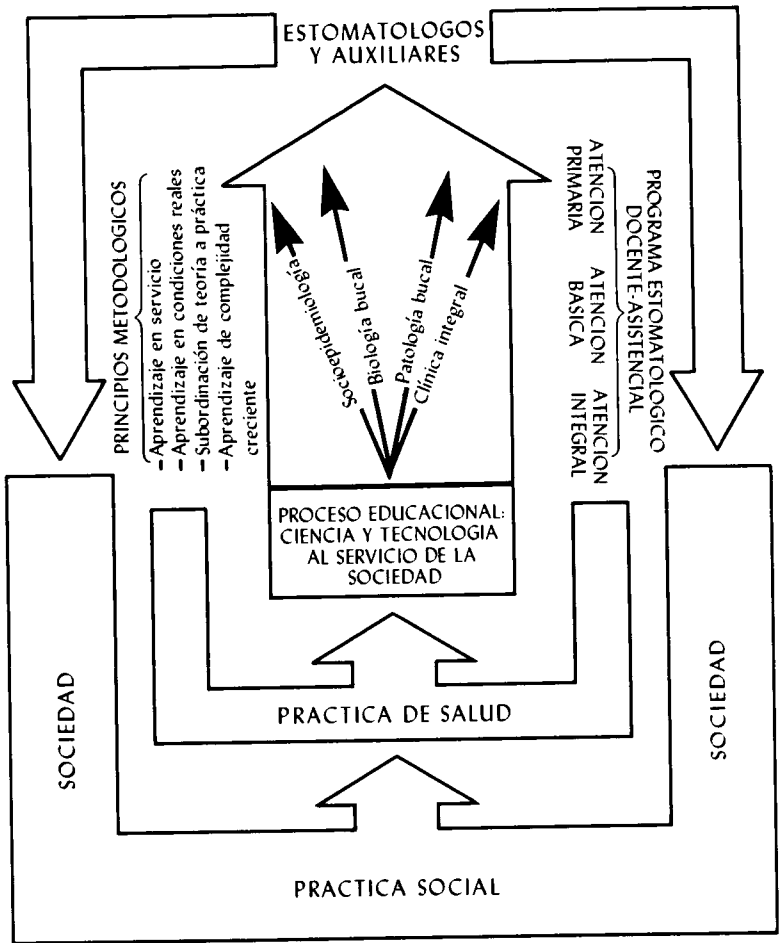 ESTOMATOLOGOS
Y AUXILIARES
PRINCIPIOS METODOLOGICOS
– Aprendizaje en servicio
– Aprendizaje en condiciones reales
– Subordinación de teoría a práctica
– Aprendizaje de complejidad
creciente
Socioepidemiología
Biología bucal
Patología bucal
Clínica integral
PROGRAMA ESTOMATOLOGICO
DOCENTE-ASISTENCIAL
ATENCION
PRIMARIA
ATENCION
BASICA
ATENCION
INTEGRAL
PROCESO EDUCACIONAL:
CIENCIA Y TECNOLOGIA
AL SERVICIO DE LA
SOCIEDAD
SOCIEDAD
PRACTICA DE SALUD
SOCIEDAD
PRACTICA SOCIAL